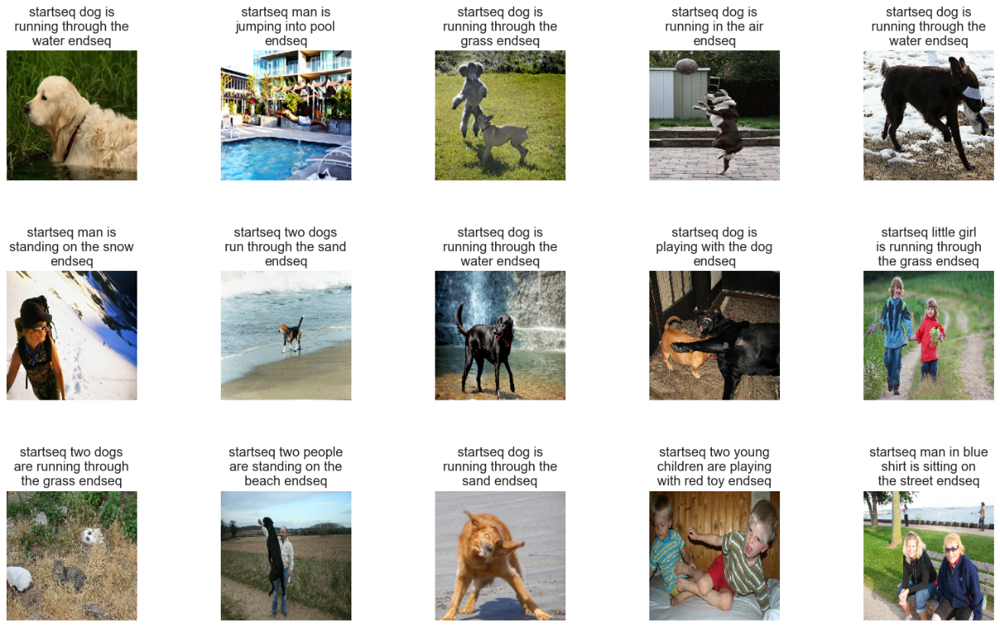 startseq dog is
running through the
water endseq
startseq man is
jumping into pool
endseq
startseq dog is
running through the
grass endseq
startseq dog is
running in the air
endseq
startseq dog is
running through the
water endseq
startseq man is
standing on the snow
endseq
startseq two dogs
run through the sand
endseq
startseq dog is
running through the
water endseq
startseq dog is
playing with the dog
endseq
startseq little girl
is running through
the grass endseq
startseq two dogs
are running through
the grass endseq
startseq two people
are standing on the
beach endseq
startseq dog is
running through the
sand endseq
startseq two young
children are playing
with red toy endseq
startseq man in blue
shirt is sitting on
the street endseq